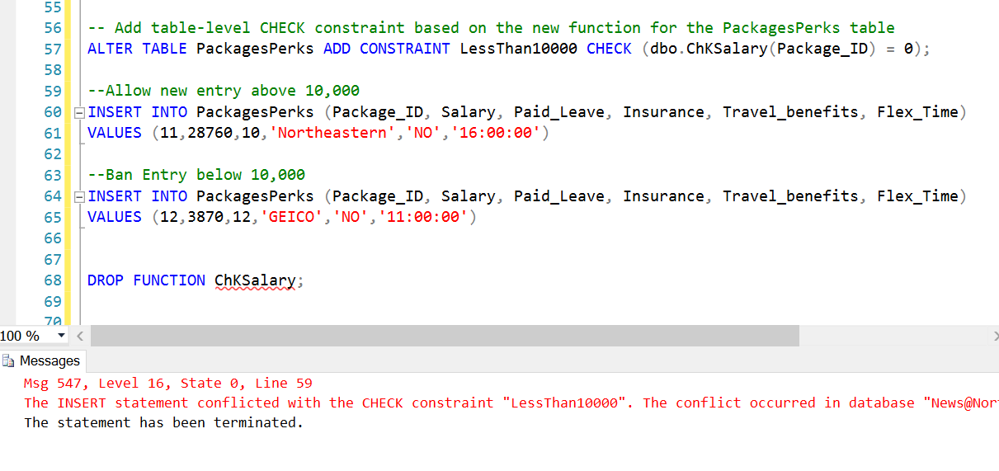 55
56 -- Add table-level CHECK constraint based on the new function for the PackagesPerks table
57 ALTER TABLE PackagesPerks ADD CONSTRAINT LessThan10000 CHECK (dbo.ChKSalary(Package_ID) = 0);
58
59 --Allow new entry above 10,000
60 INSERT INTO PackagesPerks (Package_ID, Salary, Paid_Leave, Insurance, Travel_benefits, Flex_Time)
61 VALUES (11,28760,10,'Northeastern','NO','16:00:00')
62
63 --Ban Entry below 10,000
64 INSERT INTO PackagesPerks (Package_ID, Salary, Paid_Leave, Insurance, Travel_benefits, Flex_Time)
65 VALUES (12,3870,12,'GEICO','NO','11:00:00')
66
67
68 DROP FUNCTION ChKSalary;
69
70
100 %
Messages
Msg 547, Level 16, State 0, Line 59
The INSERT statement conflicted with the CHECK constraint "LessThan10000". The conflict occurred in database "News@Nor
The statement has been terminated.